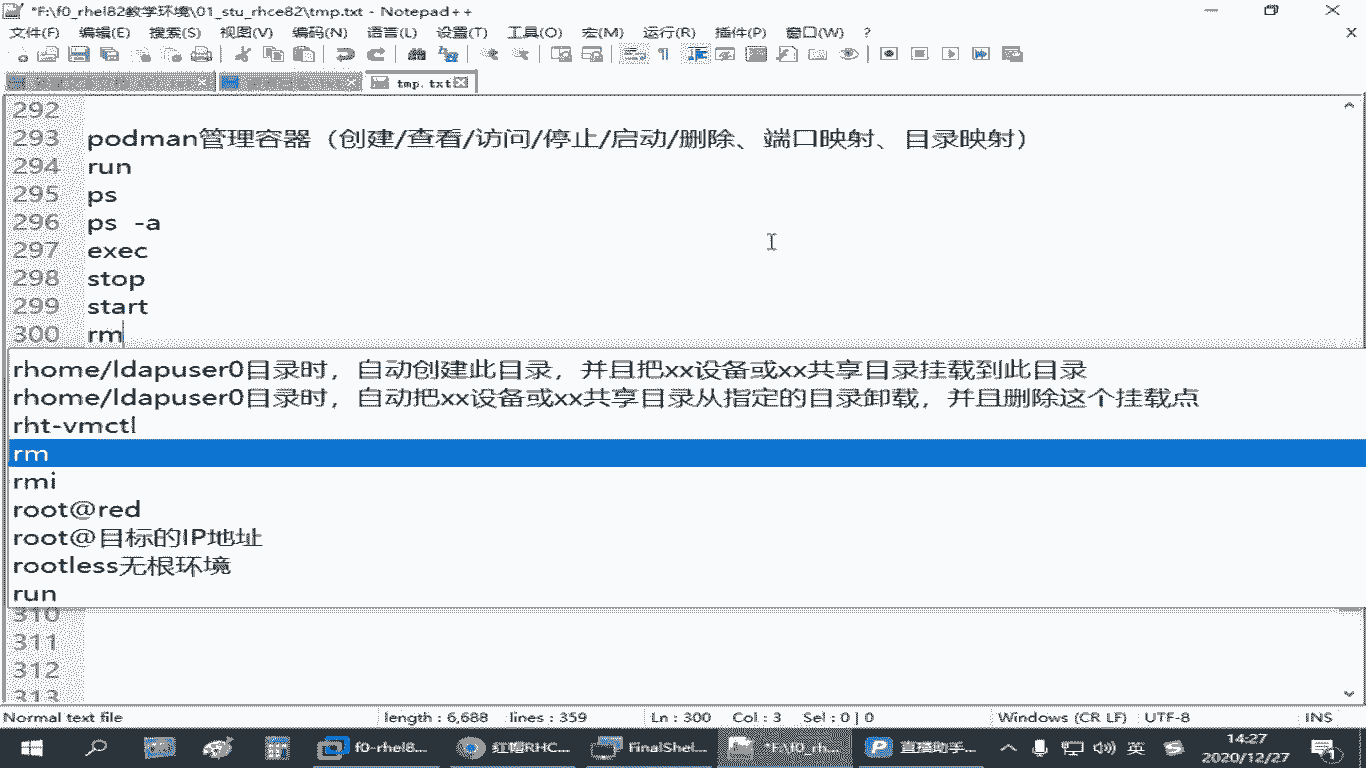 *F:\f0_rhel82教学环境\01_stu_rhce82\tmp.txt - Notepad++
文件(F) 编辑(E) 搜索(S) 视图(V) 编码(N) 语言(L) 设置(T) 工具(O) 宏(M) 运行(R) 插件(P) 窗口(W) ?
tmp.txt
292
293 podman管理容器（创建/查看/访问/停止/启动/删除、端口映射、目录映射）
294 run
295 ps
296 ps -a
297 exec
298 stop
299 start
300 rm
rhome/ldapuser0目录时，自动创建此目录，并且把xx设备或xx共享目录挂载到此目录
rhome/ldapuser0目录时，自动把xx设备或xx共享目录从指定的目录卸载，并且删除这个挂载点
rht-vmctl
rm
rmi
root@red
root@目标的IP地址
rootless无根环境
run
310
311
312
313
Normal text file length : 6,688 lines : 359 Ln : 300 Col : 3 Sel : 0 | 0 Windows (CR LF) UTF-8 INS
f0-rhel8... 红帽RHC... FinalShel... *F:\f0_rh... 直播助手... 英 14:27
2020/12/27